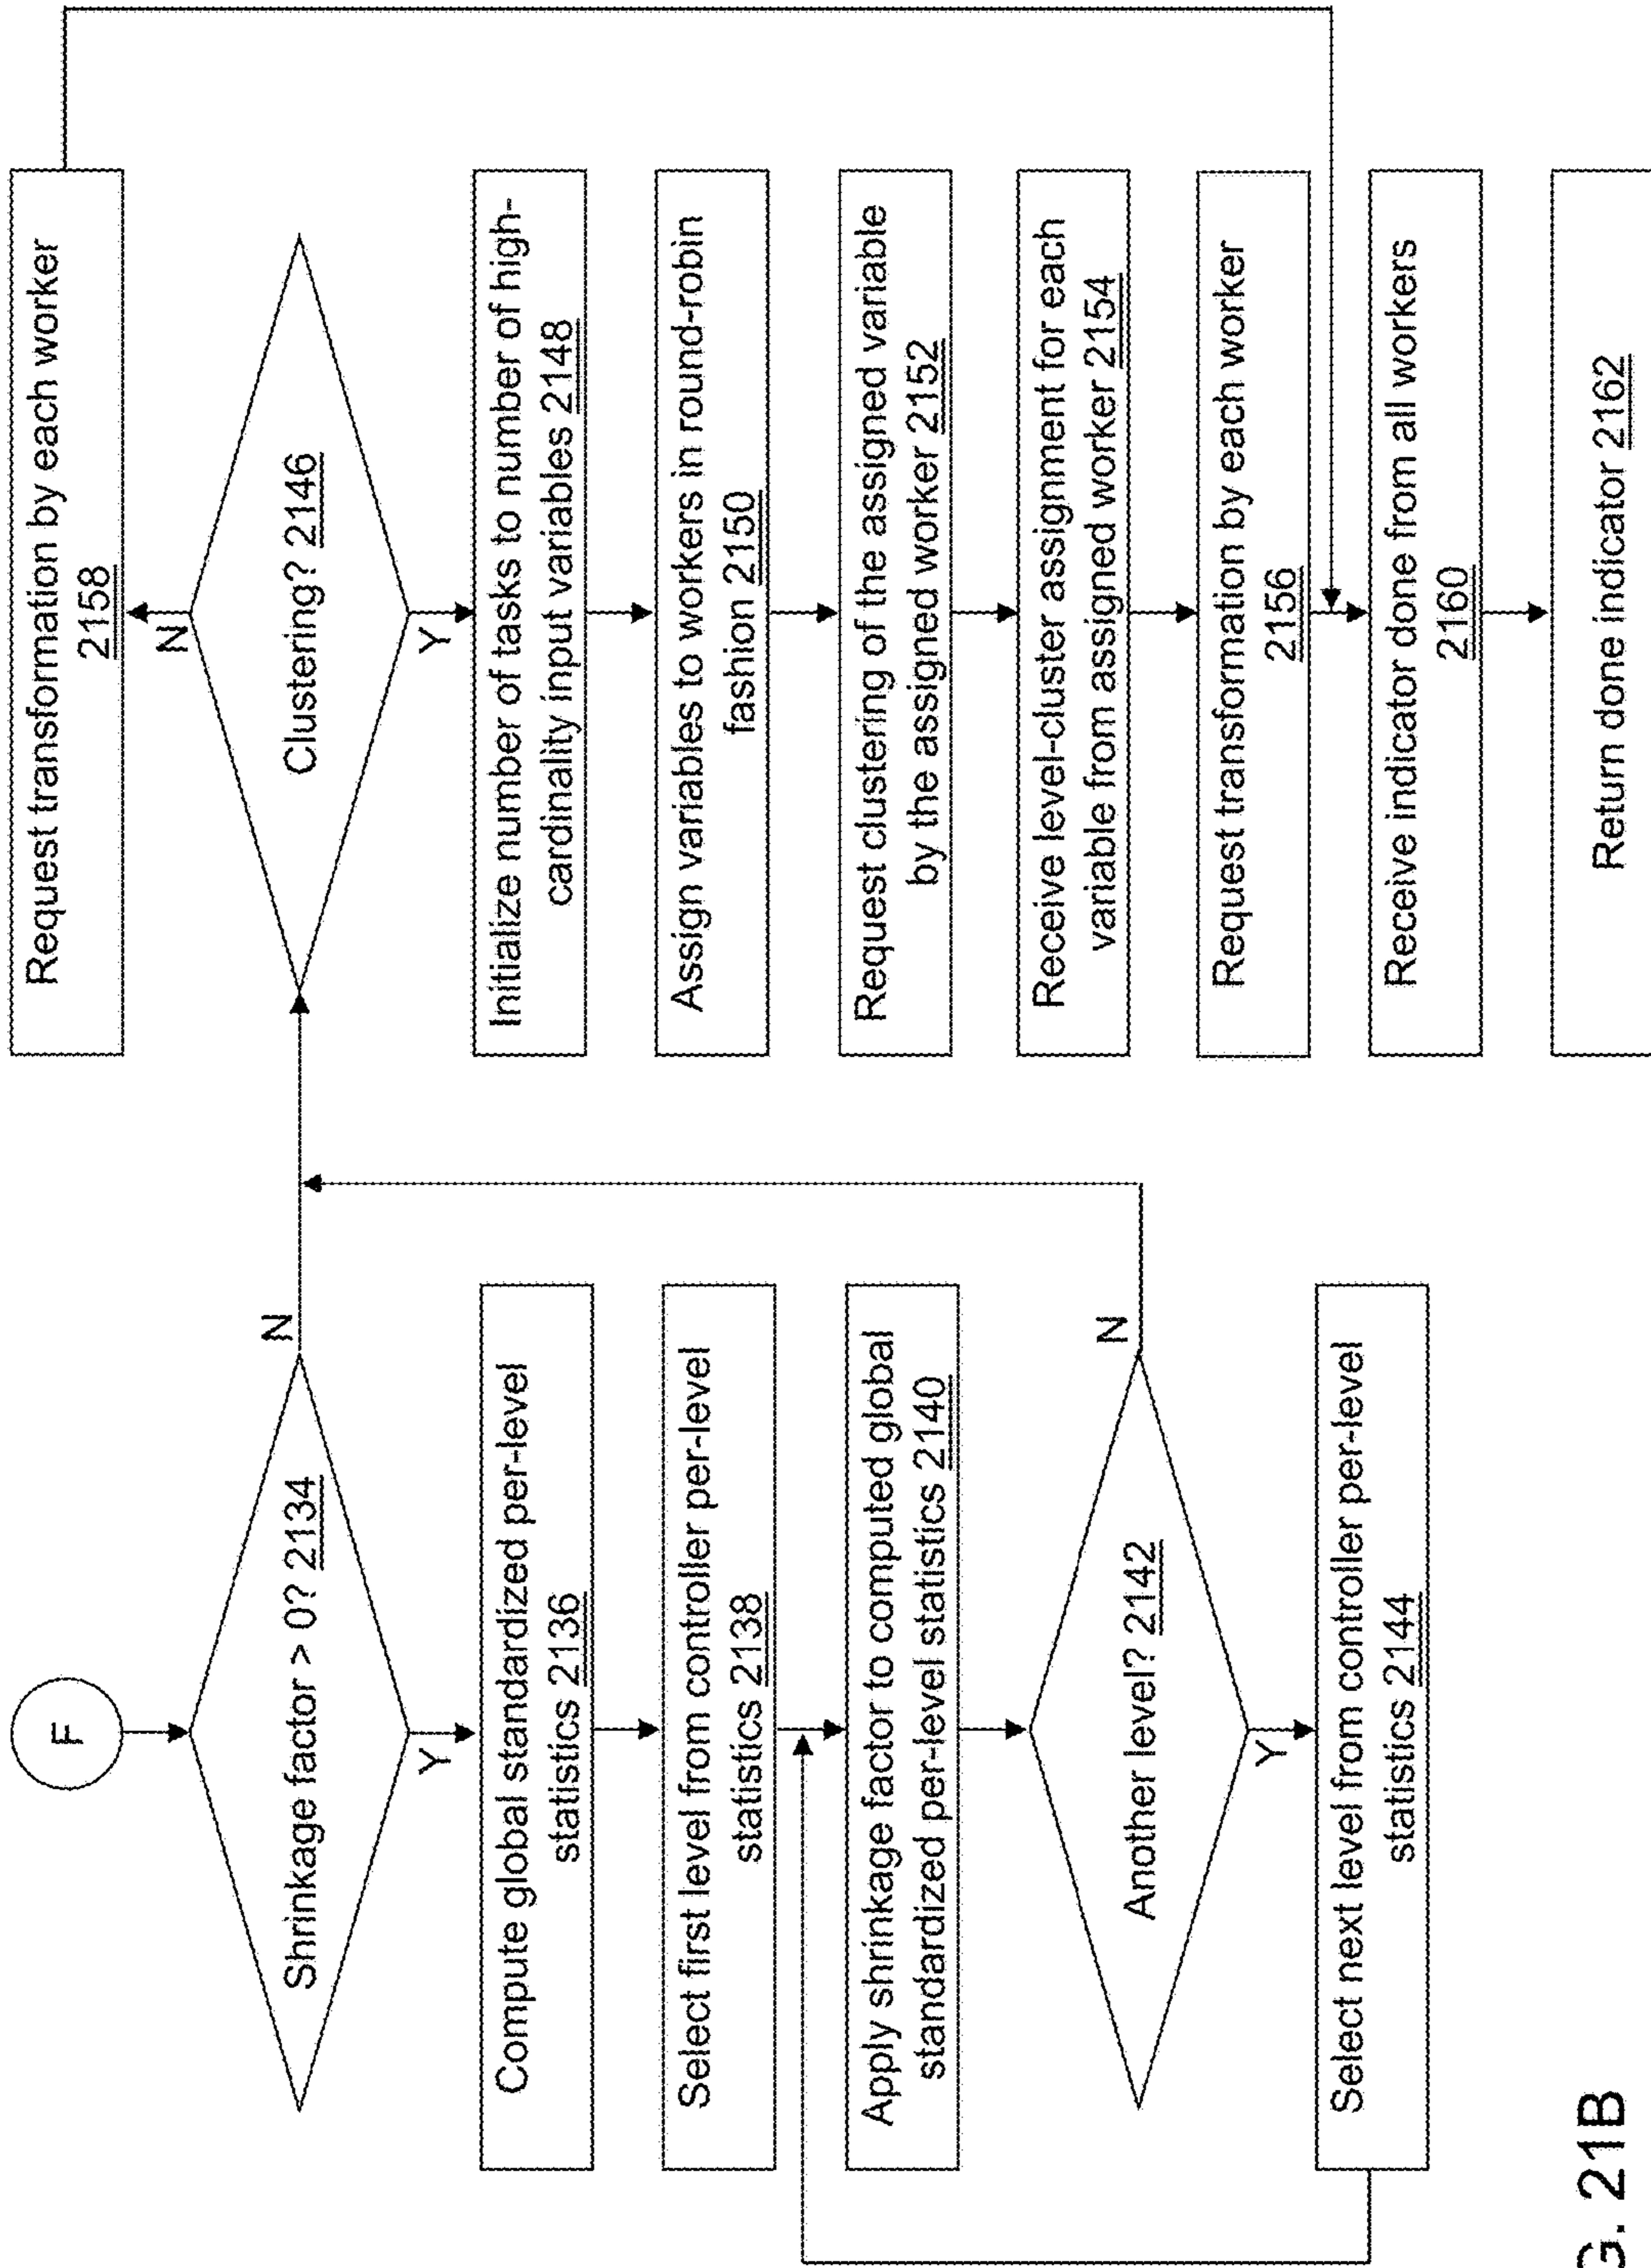 F
Shrinkage factor > 0? 2134
N
Y
Compute global standardized per-level
statistics 2136
Select first level from controller per-level
statistics 2138
Apply shrinkage factor to computed global
standardized per-level statistics 2140
Another level? 2142
N
Y
Select next level from controller per-level
statistics 2144
Request transformation by each worker
2158
N
Clustering? 2146
Y
Initialize number of tasks to number of high-
cardinality input variables 2148
Assign variables to workers in round-robin
fashion 2150
Request clustering of the assigned variable
by the assigned worker 2152
Receive level-cluster assignment for each
variable from assigned worker 2154
Request transformation by each worker
2156
Receive indicator done from all workers
2160
Return done indicator 2162
G. 21B